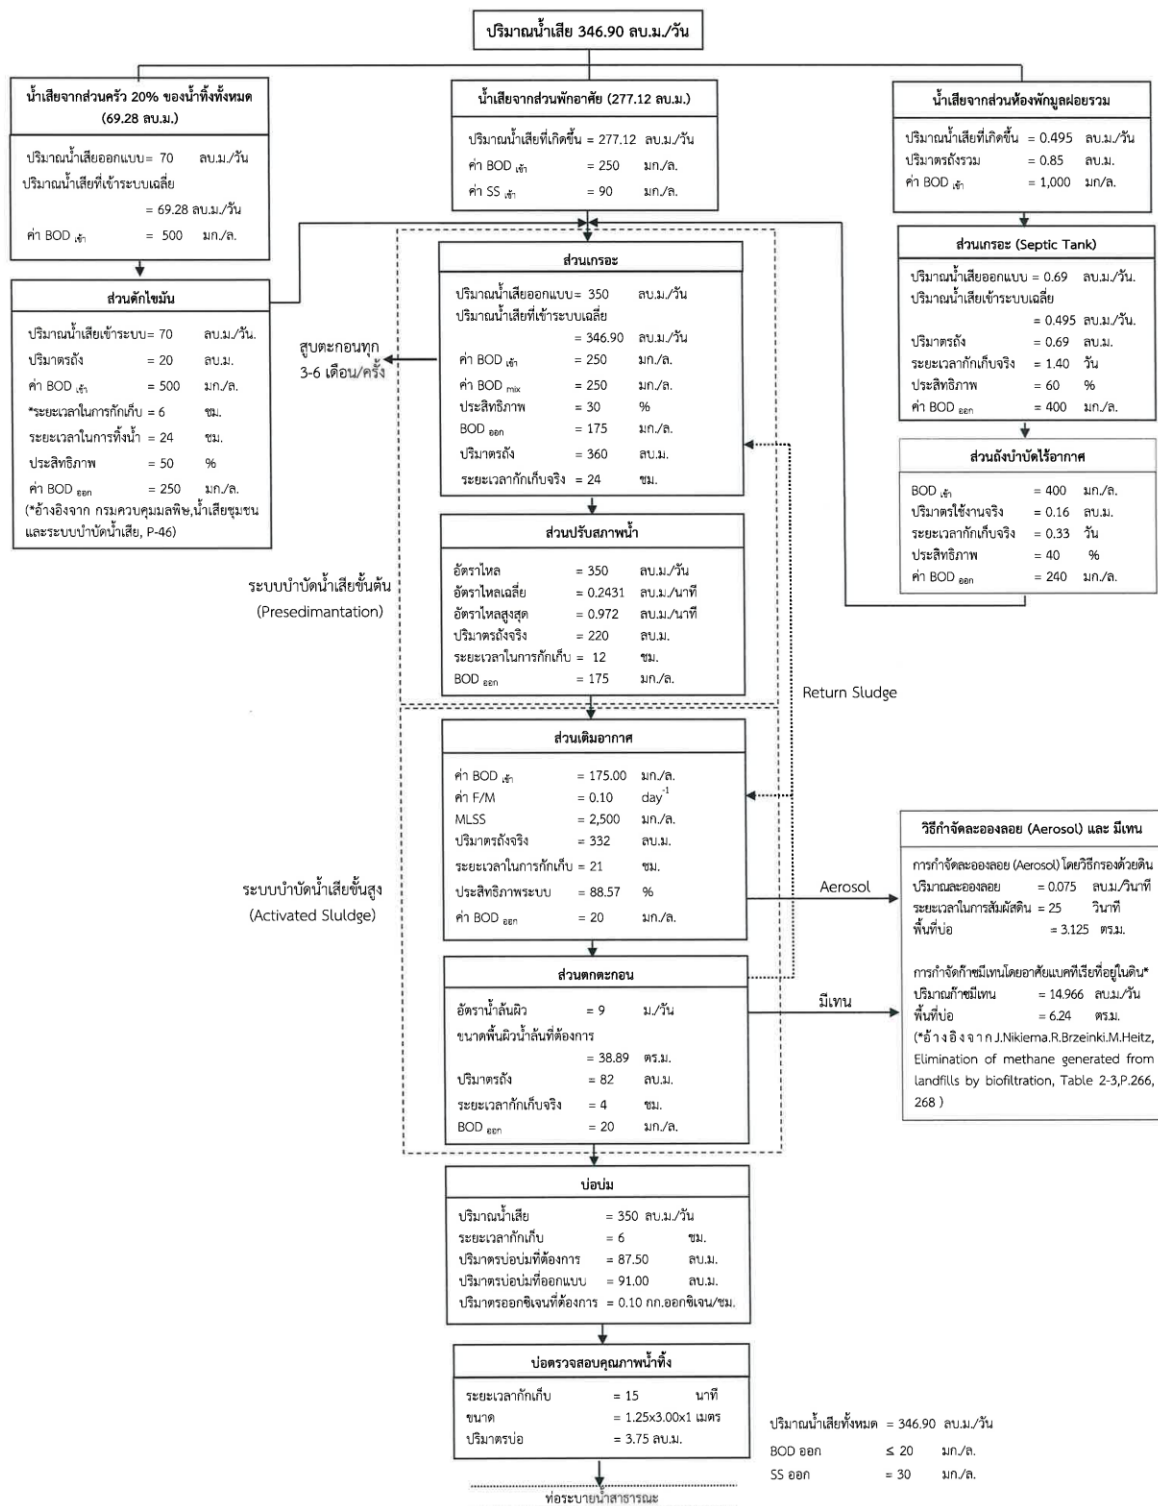 ปริมาณน้ำเสีย 346.90 ลบ.ม./วัน
น้ำเสียจากส่วนครัว 20% ของน้ำทิ้งทั้งหมด
(69.28 ลบ.ม.)
ปริมาณน้ำเสียออกแบบ= 70 ลบ.ม./วัน
ปริมาณน้ำเสียที่เข้าระบบเฉลี่ย
= 69.28 ลบ.ม./วัน
ค่า BOD เข้า = 500 มก./ล.
ส่วนดักไขมัน
ปริมาณน้ำเสียเข้าระบบ= 70 ลบ.ม./วัน.
ปริมาตรถัง = 20 ลบ.ม.
ค่า BOD เข้า = 500 มก./ล.
*ระยะเวลาในการกักเก็บ = 6 ชม.
ระยะเวลาในการทิ้งน้ำ = 24 ชม.
ประสิทธิภาพ = 50 %
ค่า BOD ออก = 250 มก./ล.
(*อ้างอิงจาก กรมควบคุมมลพิษ,น้ำเสียชุมชน
และระบบบำบัดน้ำเสีย, P-46)
น้ำเสียจากส่วนพักอาศัย (277.12 ลบ.ม.)
ปริมาณน้ำเสียที่เกิดขึ้น = 277.12 ลบ.ม./วัน
ค่า BOD เข้า = 250 มก./ล.
ค่า SS เข้า = 90 มก./ล.
น้ำเสียจากส่วนห้องพักมูลฝอยรวม
ปริมาณน้ำเสียที่เกิดขึ้น = 0.495 ลบ.ม./วัน
ปริมาตรถังรวม = 0.85 ลบ.ม.
ค่า BOD เข้า = 1,000 มก/ล.
ส่วนเกรอะ (Septic Tank)
ปริมาณน้ำเสียออกแบบ = 0.69 ลบ.ม./วัน.
ปริมาณน้ำเสียเข้าระบบเฉลี่ย
= 0.495 ลบ.ม./วัน.
ปริมาตรถัง = 0.69 ลบ.ม.
ระยะเวลากักเก็บจริง = 1.40 วัน
ประสิทธิภาพ = 60 %
ค่า BOD ออก = 400 มก./ล.
ส่วนถังบำบัดไร้อากาศ
BOD เข้า = 400 มก./ล.
ปริมาตรใช้งานจริง = 0.16 ลบ.ม.
ระยะเวลากักเก็บจริง = 0.33 วัน
ประสิทธิภาพ = 40 %
ค่า BOD ออก = 240 มก./ล.
ส่วนเกรอะ
ปริมาณน้ำเสียออกแบบ= 350 ลบ.ม./วัน
ปริมาณน้ำเสียที่เข้าระบบเฉลี่ย
= 346.90 ลบ.ม./วัน
ค่า BOD เข้า = 250 มก./ล.
ค่า BOD mix = 250 มก./ล.
ประสิทธิภาพ = 30 %
BOD ออก = 175 มก./ล.
ปริมาตรถัง = 360 ลบ.ม.
ระยะเวลากักเก็บจริง = 24 ชม.
สูบตะกอนทุก
3-6 เดือน/ครั้ง
ส่วนปรับสภาพน้ำ
อัตราไหล = 350 ลบ.ม./วัน
อัตราไหลเฉลี่ย = 0.2431 ลบ.ม./นาที
อัตราไหลสูงสุด = 0.972 ลบ.ม./นาที
ปริมาตรถังจริง = 220 ลบ.ม.
ระยะเวลาในการกักเก็บ = 12 ชม.
BOD ออก = 175 มก./ล.
ระบบบำบัดน้ำเสียขั้นต้น
(Presedimantation)
Return Sludge
ส่วนเติมอากาศ
ค่า BOD เข้า = 175.00 มก./ล.
ค่า F/M = 0.10 day-1
MLSS = 2,500 มก./ล.
ปริมาตรถังจริง = 332 ลบ.ม.
ระยะเวลาในการกักเก็บ = 21 ชม.
ประสิทธิภาพระบบ = 88.57 %
ค่า BOD ออก = 20 มก./ล.
ระบบบำบัดน้ำเสียขั้นสูง
(Activated Sluldge)
Aerosol
มีเทน
วิธีกำจัดละอองลอย (Aerosol) และ มีเทน
การกำจัดละอองลอย (Aerosol) โดยวิธีกรองด้วยดิน
ปริมาณละอองลอย = 0.075 ลบ.ม/วินาที
ระยะเวลาในการสัมผัสดิน = 25 วินาที
พื้นที่บ่อ = 3.125 ตร.ม.
การกำจัดก๊าซมีเทนโดยอาศัยแบคทีเรียที่อยู่ในดิน*
ปริมาณก๊าซมีเทน = 14.966 ลบ.ม/วัน
พื้นที่บ่อ = 6.24 ตร.ม.
(*อ้างอิงจากJ.Nikiema.R.Brzeinki.M.Heitz,
Elimination of methane generated from
landfills by biofiltration, Table 2-3,P.266,
268 )
ส่วนตกตะกอน
อัตราน้ำล้นผิว = 9 ม./วัน
ขนาดพื้นผิวน้ำล้นที่ต้องการ
= 38.89 ตร.ม.
ปริมาตรถัง = 82 ลบ.ม.
ระยะเวลากักเก็บจริง = 4 ชม.
BOD ออก = 20 มก./ล.
บ่อบ่ม
ปริมาณน้ำเสีย = 350 ลบ.ม./วัน
ระยะเวลากักเก็บ = 6 ชม.
ปริมาตรบ่อบ่มที่ต้องการ = 87.50 ลบ.ม.
ปริมาตรบ่อบ่มที่ออกแบบ = 91.00 ลบ.ม.
ปริมาตรออกซิเจนที่ต้องการ = 0.10 กก.ออกซิเจน/ชม.
บ่อตรวจสอบคุณภาพน้ำทิ้ง
ระยะเวลากักเก็บ = 15 นาที
ขนาด = 1.25x3.00x1 เมตร
ปริมาตรบ่อ = 3.75 ลบ.ม.
ปริมาณน้ำเสียทั้งหมด = 346.90 ลบ.ม./วัน
BOD ออก ≤ 20 มก./ล.
SS ออก = 30 มก./ล.
ท่อระบายน้ำสาธารณะ